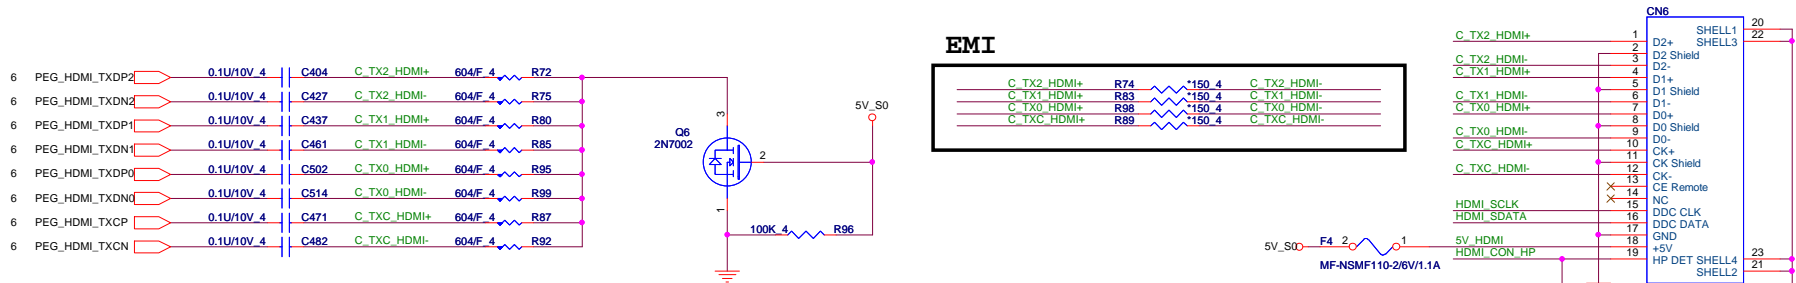 6 PEG_HDMI_TXDP2 0.1U/10V_4 C404 C_TX2_HDMI+ 604/F_4 R72
6 PEG_HDMI_TXDN2 0.1U/10V_4 C427 C_TX2_HDMI- 604/F_4 R75
6 PEG_HDMI_TXDP1 0.1U/10V_4 C437 C_TX1_HDMI+ 604/F_4 R80
6 PEG_HDMI_TXDN1 0.1U/10V_4 C461 C_TX1_HDMI- 604/F_4 R85
6 PEG_HDMI_TXDP0 0.1U/10V_4 C502 C_TX0_HDMI+ 604/F_4 R95
6 PEG_HDMI_TXDN0 0.1U/10V_4 C514 C_TX0_HDMI- 604/F_4 R99
6 PEG_HDMI_TXCP 0.1U/10V_4 C471 C_TXC_HDMI+ 604/F_4 R87
6 PEG_HDMI_TXCN 0.1U/10V_4 C482 C_TXC_HDMI- 604/F_4 R92
Q6
2N7002
3
2
1
5V_S0
100K_4 R96
EMI
C_TX2_HDMI+ R74 *150_4 C_TX2_HDMI-
C_TX1_HDMI+ R83 *150_4 C_TX1_HDMI-
C_TX0_HDMI+ R98 *150_4 C_TX0_HDMI-
C_TXC_HDMI+ R89 *150_4 C_TXC_HDMI-
5V_S0 F4 2 1
MF-NSMF110-2/6V/1.1A
CN6
C_TX2_HDMI+ 1 D2+
2 D2 Shield
C_TX2_HDMI- 3 D2-
C_TX1_HDMI+ 4 D1+
5 D1 Shield
C_TX1_HDMI- 6 D1-
C_TX0_HDMI+ 7 D0+
8 D0 Shield
C_TX0_HDMI- 9 D0-
C_TXC_HDMI+ 10 CK+
11 CK Shield
C_TXC_HDMI- 12 CK-
13 CE Remote
14 NC
HDMI_SCLK 15 DDC CLK
HDMI_SDATA 16 DDC DATA
17 GND
5V_HDMI 18 +5V
HDMI_CON_HP 19 HP DET
SHELL1 20
SHELL3 22
SHELL4 23
SHELL2 21